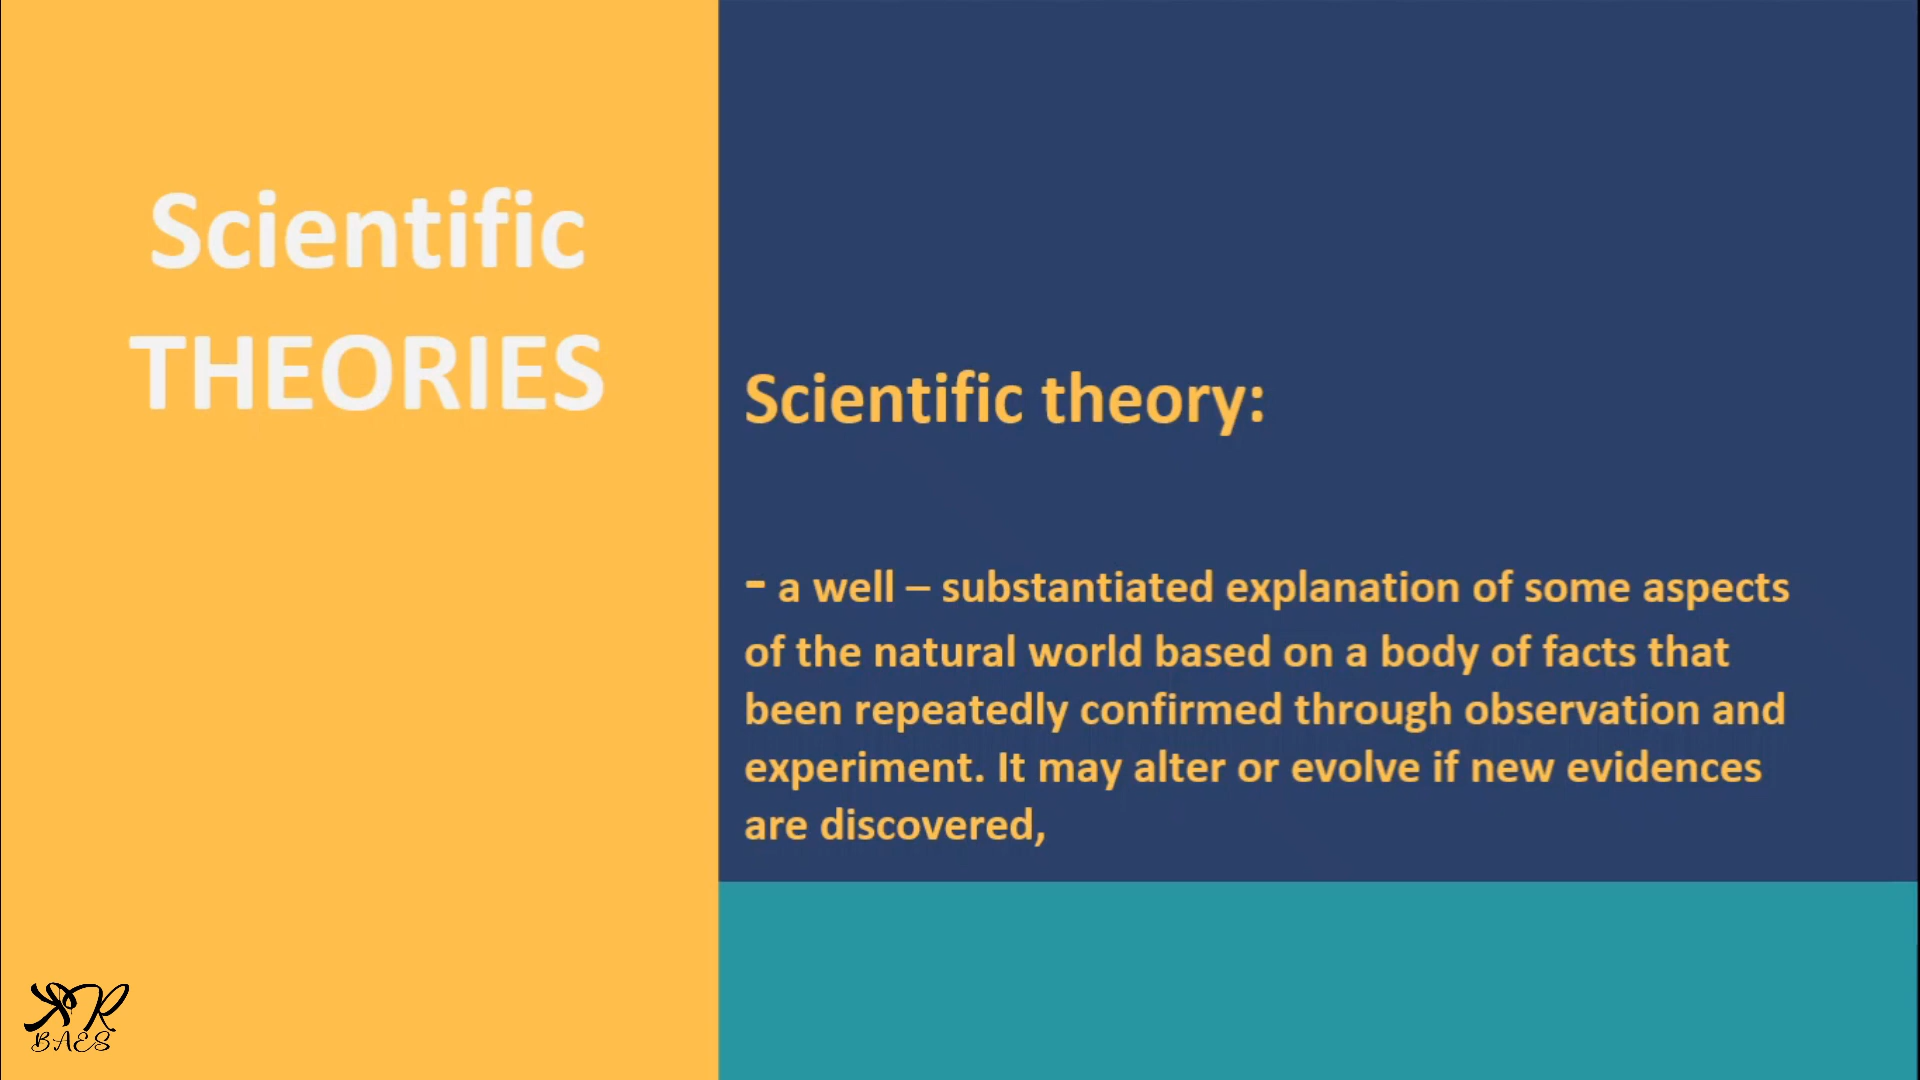 Scientific
THEORIES
Scientific theory:
- a well – substantiated explanation of some aspects
of the natural world based on a body of facts that
been repeatedly confirmed through observation and
experiment. It may alter or evolve if new evidences
are discovered,
KR
BAES